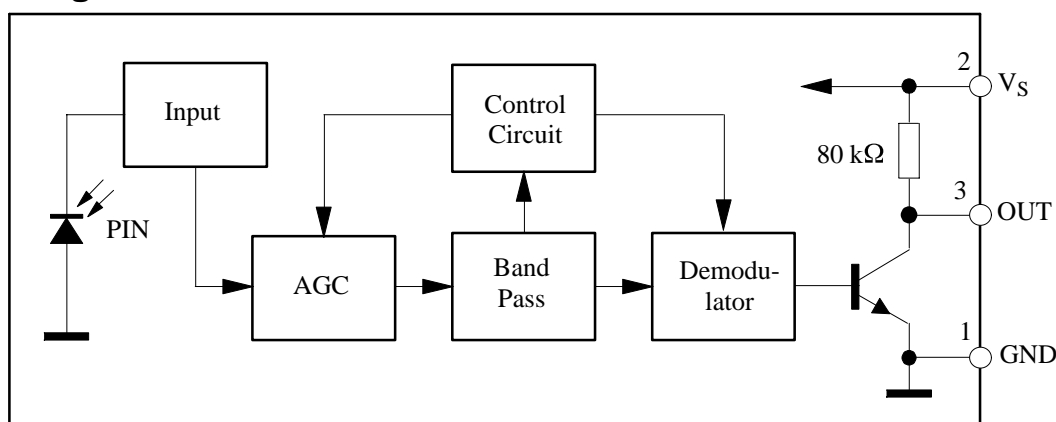 Input
Control
Circuit
2
V_S
80 kΩ
3
OUT
PIN
AGC
Band
Pass
Demodu-
lator
1
GND